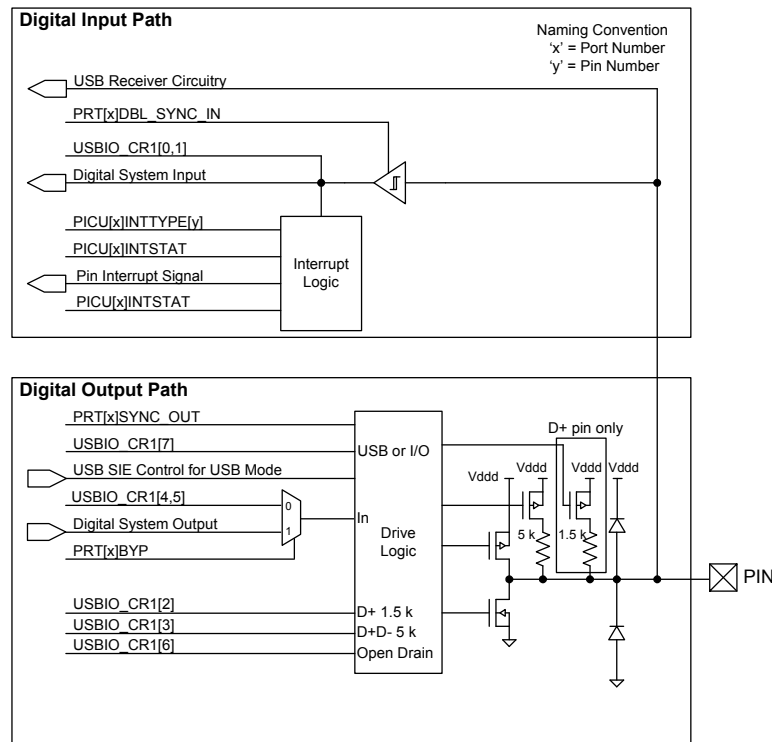 Digital Input Path
Naming Convention
'x' = Port Number
'y' = Pin Number
USB Receiver Circuitry
PRT[x]DBL_SYNC_IN
USBIO_CR1[0,1]
Digital System Input
PICU[x]INTTYPE[y]
PICU[x]INTSTAT
Pin Interrupt Signal
PICU[x]INTSTAT
Interrupt
Logic
Digital Output Path
PRT[x]SYNC_OUT
USBIO_CR1[7]
USB SIE Control for USB Mode
USBIO_CR1[4,5]
Digital System Output
PRT[x]BYP
0
1
USBIO_CR1[2]
USBIO_CR1[3]
USBIO_CR1[6]
USB or I/O
In
Drive
Logic
D+ 1.5 k
D+D- 5 k
Open Drain
D+ pin only
Vddd
Vddd
Vddd
Vddd
5 k
1.5 k
PIN